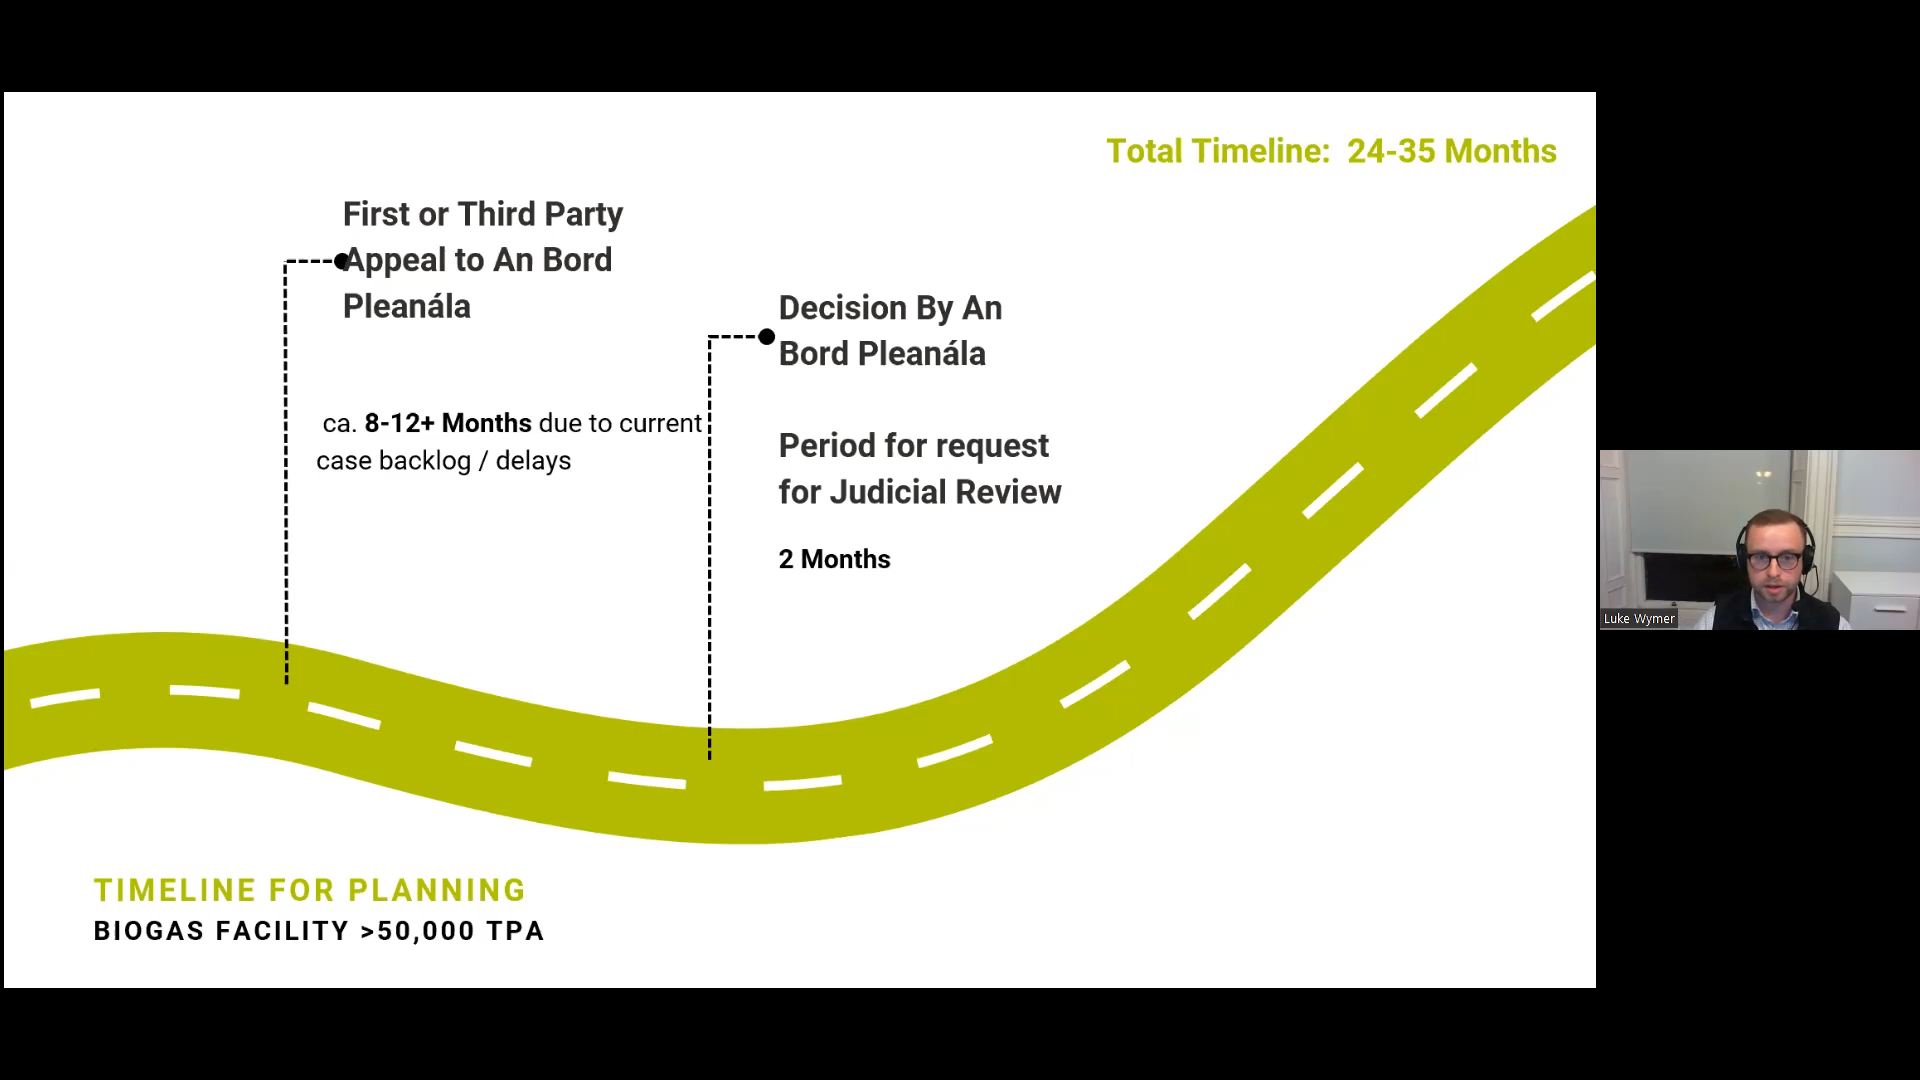 Total Timeline:  24-35 Months
First or Third Party
Appeal to An Bord
Pleanála
ca. 8-12+ Months due to current
case backlog / delays
Decision By An
Bord Pleanála
Period for request
for Judicial Review
2 Months
TIMELINE FOR PLANNING
BIOGAS FACILITY >50,000 TPA
Luke Wymer